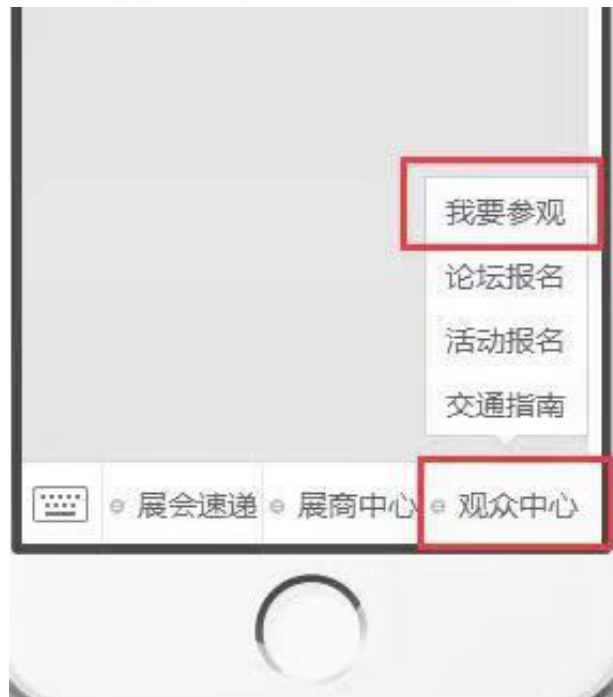 我要参观
论坛报名
活动报名
交通指南
展会速递 展商中心 观众中心